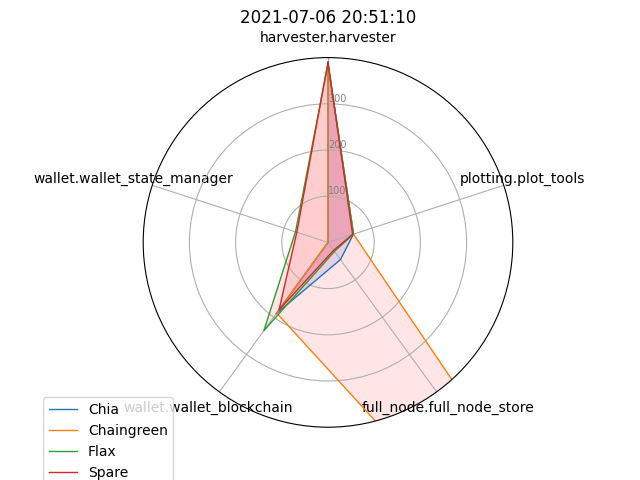 2021-07-06 20:51:10
harvester.harvester
300
200
100
wallet.wallet_state_manager
plotting.plot_tools
wallet.wallet_blockchain
full_node.full_node_store
Chia
Chaingreen
Flax
Spare